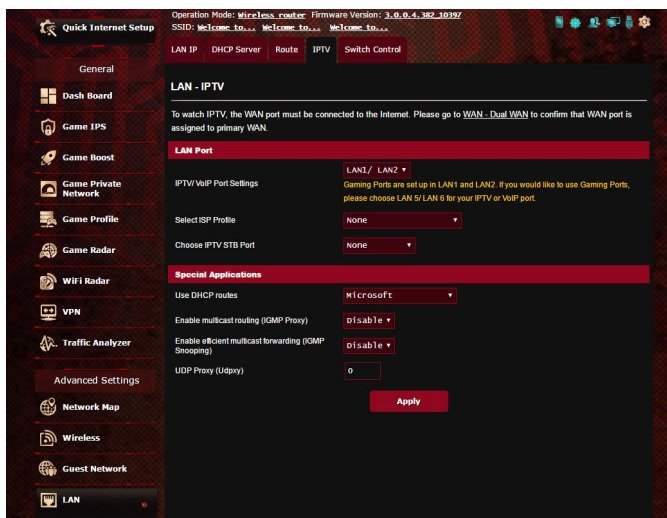 Quick Internet Setup
General
Dash Board
Game IPS
Game Boost
Game Private
Network
Game Profile
Game Radar
WiFi Radar
VPN
Traffic Analyzer
Advanced Settings
Network Map
Wireless
Guest Network
LAN
Operation Mode: Wireless router Firmware Version: 3.0.0.4.382_10397
SSID: Welcome to... Welcome to... Welcome to...
LAN IP DHCP Server Route IPTV Switch Control
LAN - IPTV
To watch IPTV, the WAN port must be connected to the Internet. Please go to WAN - Dual WAN to confirm that WAN port is
assigned to primary WAN.
LAN Port
IPTV/ VoIP Port Settings LAN1/ LAN2
Gaming Ports are set up in LAN1 and LAN2. If you would like to use Gaming Ports,
please choose LAN 5/ LAN 6 for your IPTV or VoIP port.
Select ISP Profile None
Choose IPTV STB Port None
Special Applications
Use DHCP routes Microsoft
Enable multicast routing (IGMP Proxy) Disable
Enable efficient multicast forwarding (IGMP
Snooping) Disable
UDP Proxy (Udpxy) 0
Apply